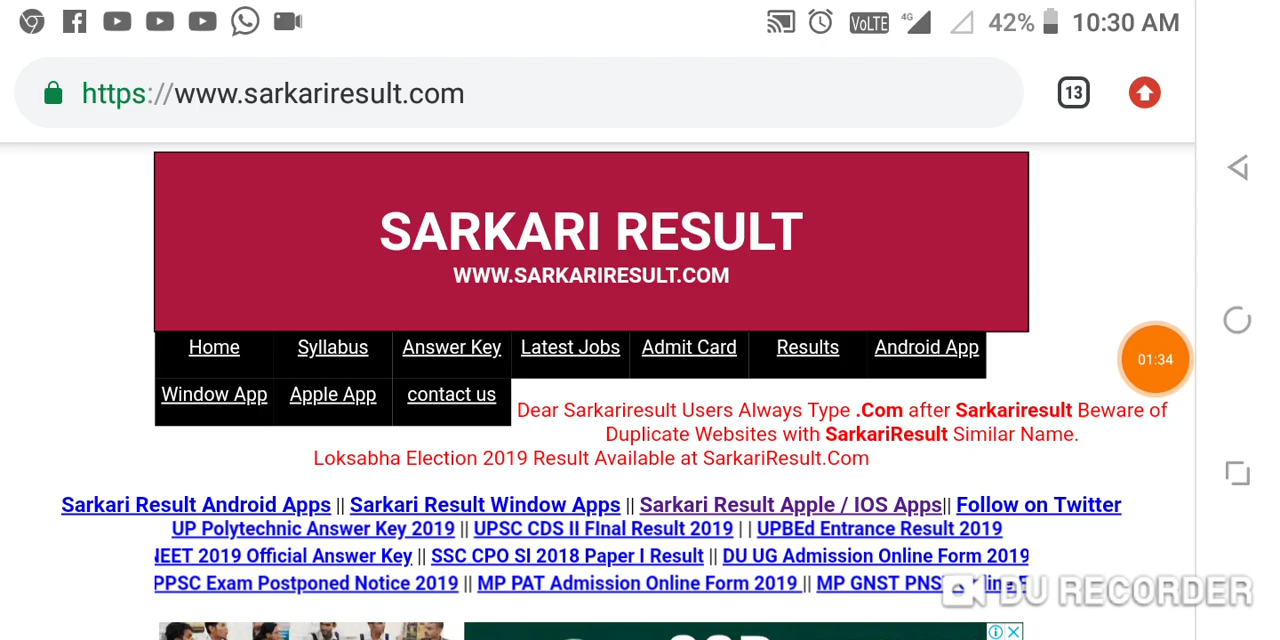 VoLTE 4G 42% 10:30 AM
https://www.sarkariresult.com 13
SARKARI RESULT
WWW.SARKARIRESULT.COM
Home Syllabus Answer Key Latest Jobs Admit Card Results Android App
01:34
Window App Apple App contact us
Dear Sarkariresult Users Always Type .Com after Sarkariresult Beware of
Duplicate Websites with SarkariResult Similar Name.
Loksabha Election 2019 Result Available at SarkariResult.Com
Sarkari Result Android Apps || Sarkari Result Window Apps || Sarkari Result Apple / IOS Apps|| Follow on Twitter
UP Polytechnic Answer Key 2019 || UPSC CDS II FInal Result 2019 | | UPBEd Entrance Result 2019
NEET 2019 Official Answer Key || SSC CPO SI 2018 Paper I Result || DU UG Admission Online Form 2019
PPSC Exam Postponed Notice 2019 || MP PAT Admission Online Form 2019 || MP GNST
DU RECORDER